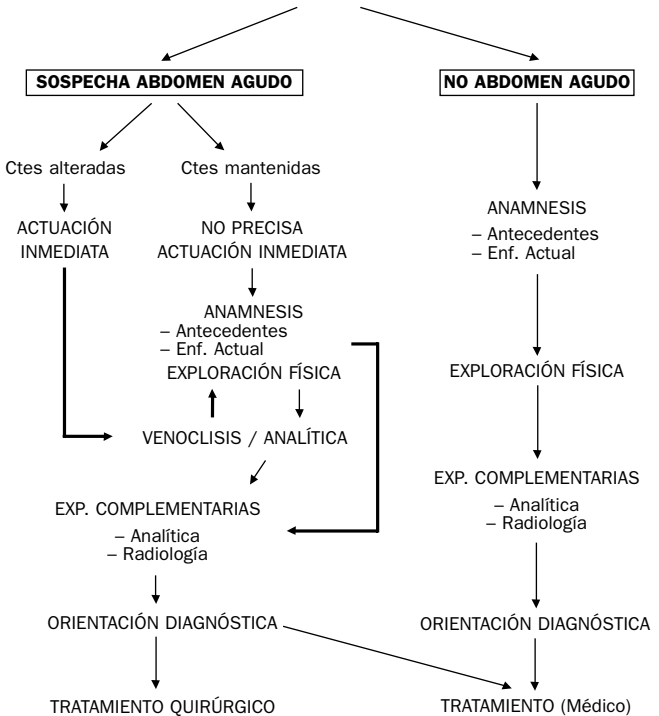 SOSPECHA ABDOMEN AGUDO
NO ABDOMEN AGUDO
Ctes alteradas
Ctes mantenidas
ACTUACIÓN
INMEDIATA
NO PRECISA
ACTUACIÓN INMEDIATA
ANAMNESIS
– Antecedentes
– Enf. Actual
EXPLORACIÓN FÍSICA
VENOCLISIS / ANALÍTICA
EXP. COMPLEMENTARIAS
– Analítica
– Radiología
ORIENTACIÓN DIAGNÓSTICA
TRATAMIENTO QUIRÚRGICO
ANAMNESIS
– Antecedentes
– Enf. Actual
EXPLORACIÓN FÍSICA
EXP. COMPLEMENTARIAS
– Analítica
– Radiología
ORIENTACIÓN DIAGNÓSTICA
TRATAMIENTO (Médico)